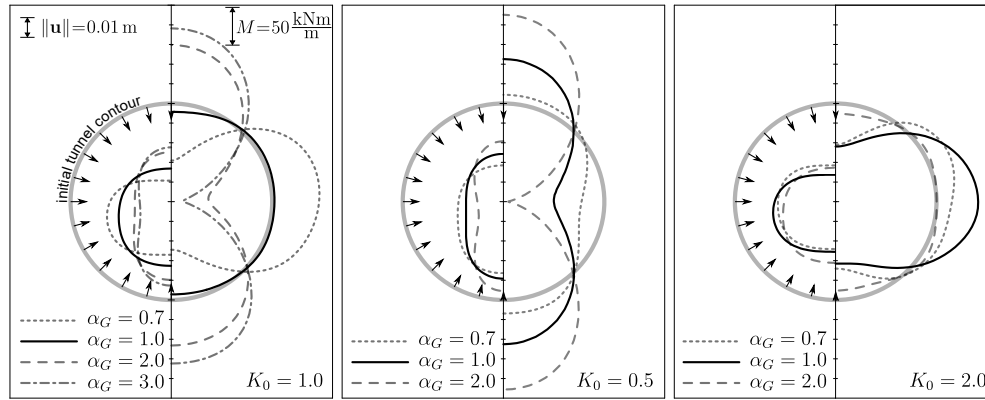 ‖u‖=0.01 m
M=50 kNm/m
initial tunnel contour
α_G = 0.7
α_G = 1.0
α_G = 2.0
α_G = 3.0
K_0 = 1.0
α_G = 0.7
α_G = 1.0
α_G = 2.0
K_0 = 0.5
α_G = 0.7
α_G = 1.0
α_G = 2.0
K_0 = 2.0